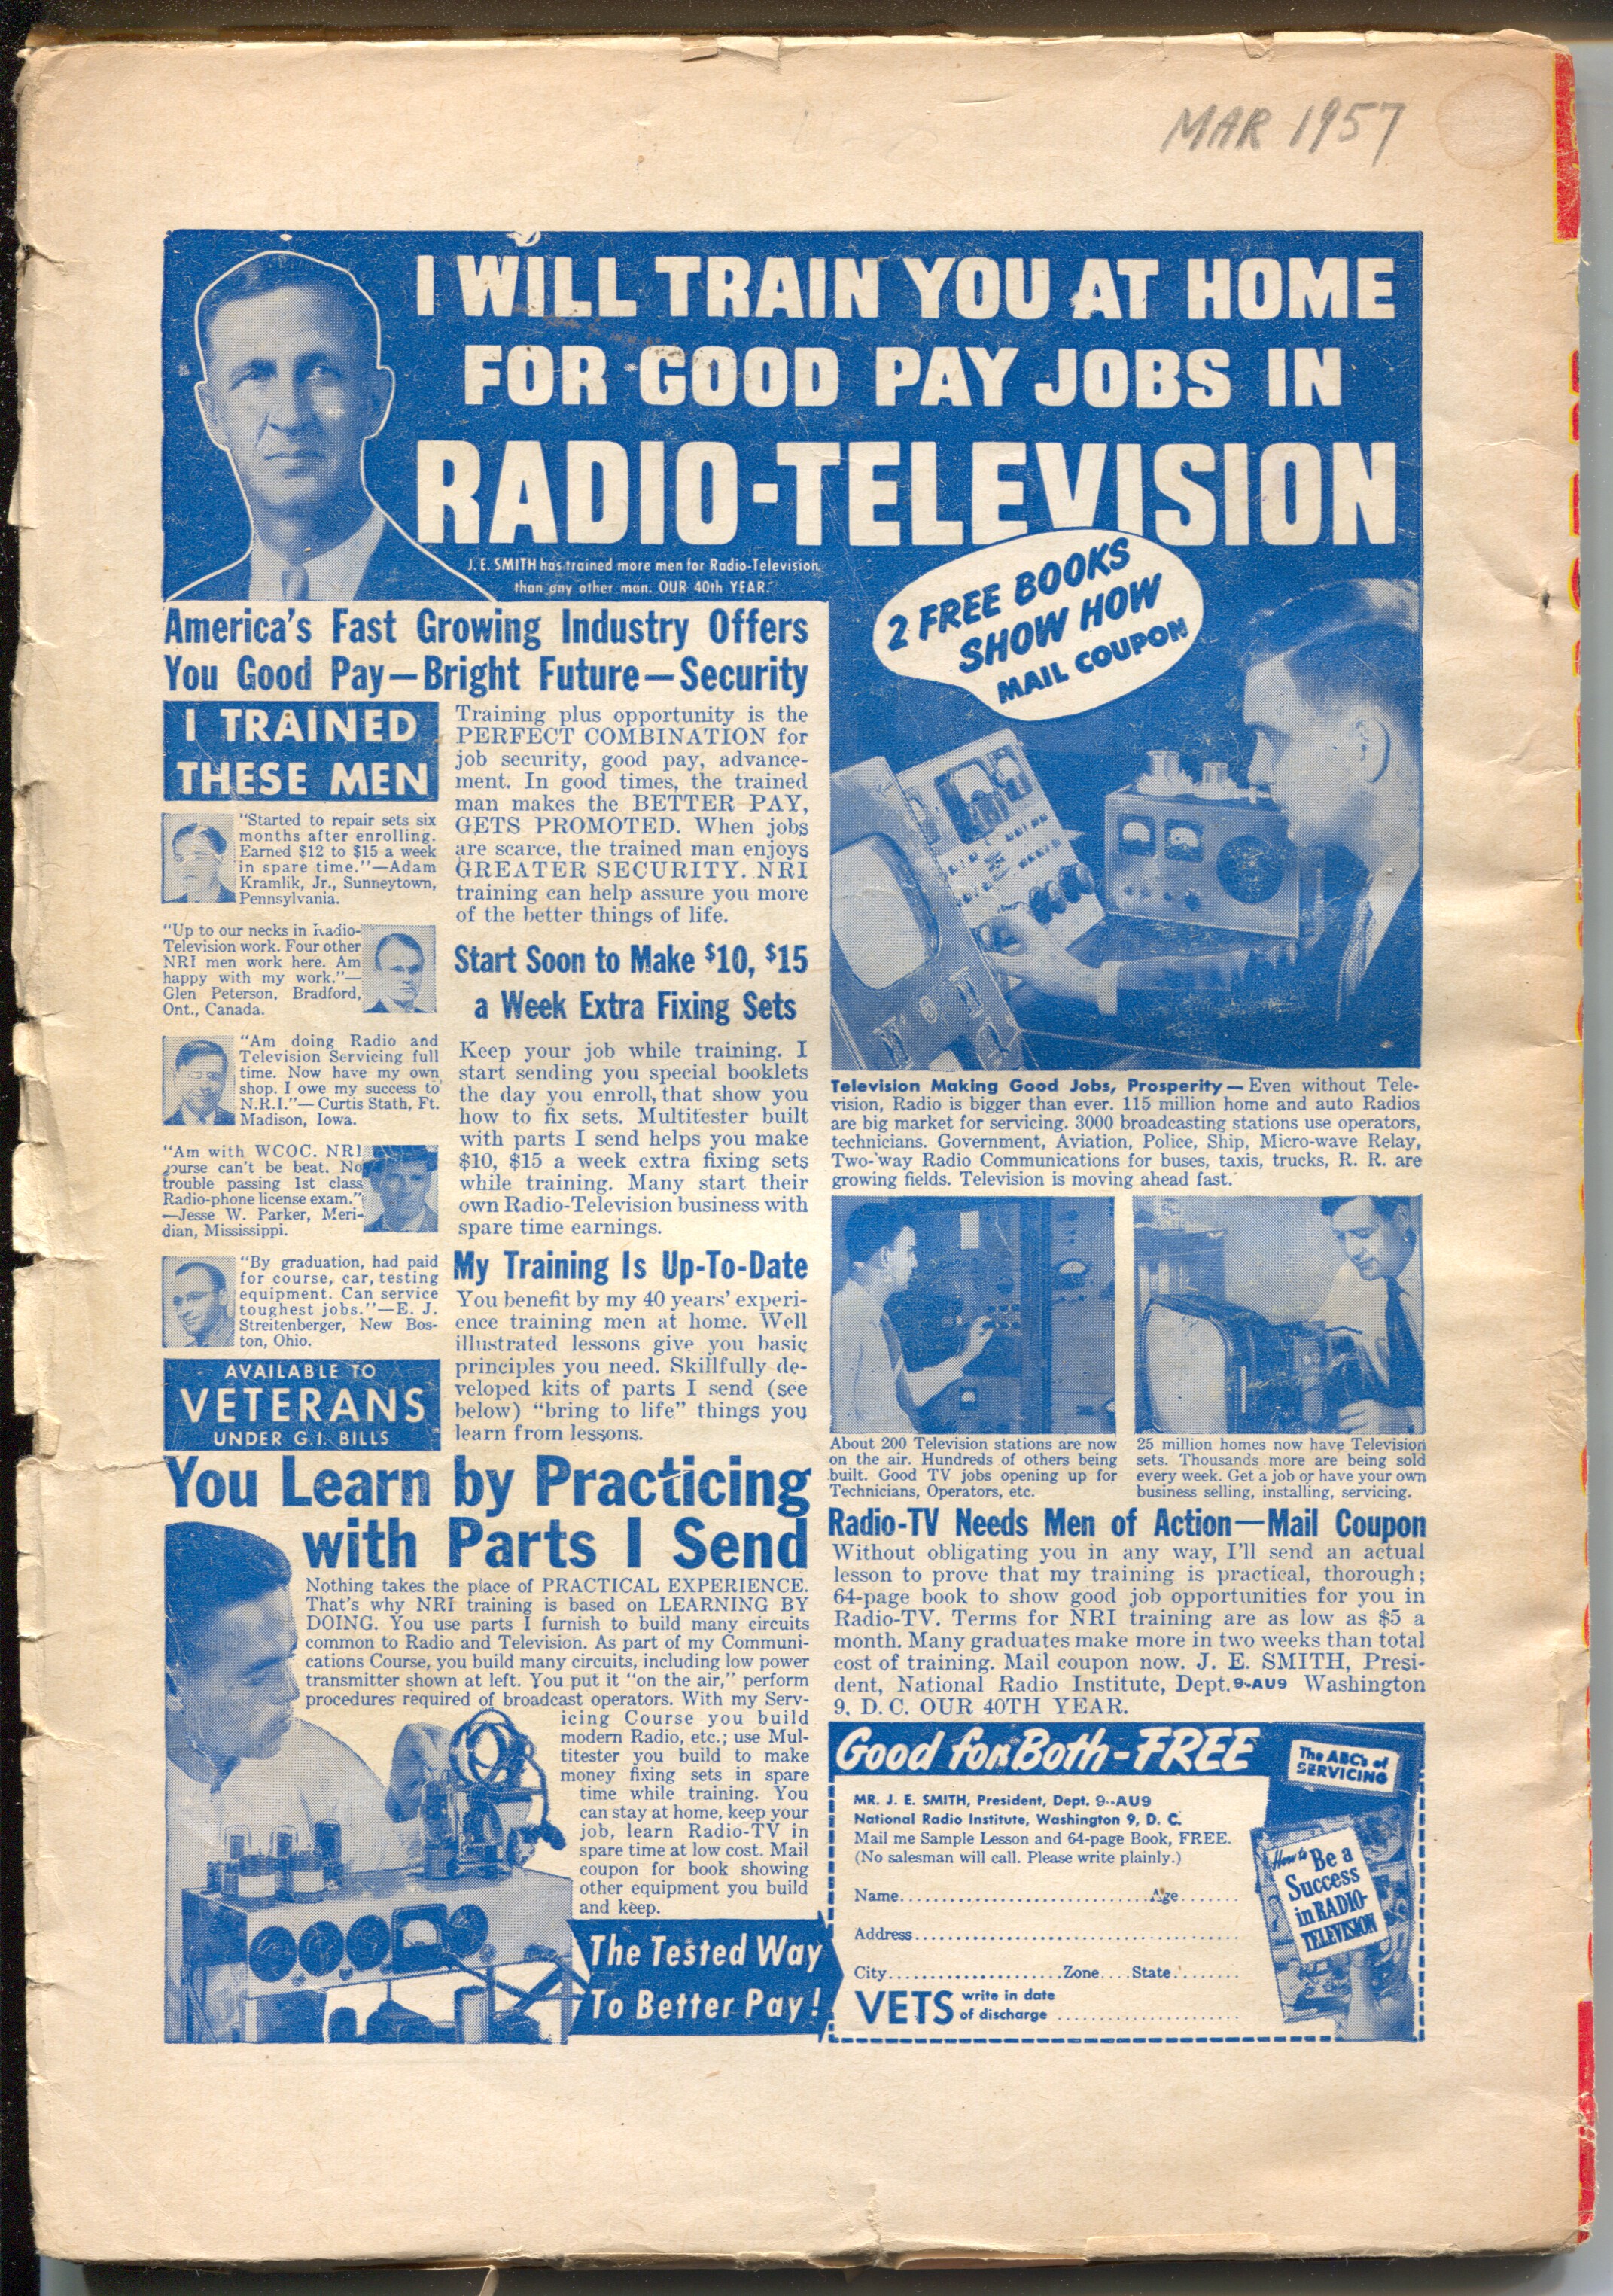 MAR 1957
I WILL TRAIN YOU AT HOME
FOR GOOD PAY JOBS IN
RADIO-TELEVISION
J. E. SMITH has trained more men for Radio-Television
than any other man. OUR 40th YEAR.
2 FREE BOOKS
SHOW HOW
MAIL COUPON
America's Fast Growing Industry Offers
You Good Pay—Bright Future—Security
I TRAINED
THESE MEN
"Started to repair sets six
months after enrolling.
Earned $12 to $15 a week
in spare time."—Adam
Kramlik, Jr., Sunneytown,
Pennsylvania.
"Up to our necks in Radio-
Television work. Four other
NRI men work here. Am
happy with my work."—
Glen Peterson, Bradford,
Ont., Canada.
"Am doing Radio and
Television Servicing full
time. Now have my own
shop. I owe my success to
N.R.I."—Curtis Stath, Ft.
Madison, Iowa.
"Am with WCOC. NRI
course can't be beat. No
trouble passing 1st class
Radio-phone license exam."
—Jesse W. Parker, Meri-
dian, Mississippi.
"By graduation, had paid
for course, car, testing
equipment. Can service
toughest jobs."—E. J.
Streitenberger, New Bos-
ton, Ohio.
AVAILABLE TO
VETERANS
UNDER G.I. BILLS
Training plus opportunity is the
PERFECT COMBINATION for
job security, good pay, advance-
ment. In good times, the trained
man makes the BETTER PAY,
GETS PROMOTED. When jobs
are scarce, the trained man enjoys
GREATER SECURITY. NRI
training can help assure you more
of the better things of life.
Start Soon to Make $10, $15
a Week Extra Fixing Sets
Keep your job while training. I
start sending you special booklets
the day you enroll, that show you
how to fix sets. Multitester built
with parts I send helps you make
$10, $15 a week extra fixing sets
while training. Many start their
own Radio-Television business with
spare time earnings.
My Training Is Up-To-Date
You benefit by my 40 years' experi-
ence training men at home. Well
illustrated lessons give you basic
principles you need. Skillfully de-
veloped kits of parts I send (see
below) "bring to life" things you
learn from lessons.
You Learn by Practicing
with Parts I Send
Nothing takes the place of PRACTICAL EXPERIENCE.
That's why NRI training is based on LEARNING BY
DOING. You use parts I furnish to build many circuits
common to Radio and Television. As part of my Communi-
cations Course, you build many circuits, including low power
transmitter shown at left. You put it "on the air," perform
procedures required of broadcast operators. With my Serv-
icing Course you build
modern Radio, etc.; use Mul-
titester you build to make
money fixing sets in spare
time while training. You
can stay at home, keep your
job, learn Radio-TV in
spare time at low cost. Mail
coupon for book showing
other equipment you build
and keep.
The Tested Way
To Better Pay!
Television Making Good Jobs, Prosperity—Even without Tele-
vision, Radio is bigger than ever. 115 million home and auto Radios
are big market for servicing. 3000 broadcasting stations use operators,
technicians. Government, Aviation, Police, Ship, Micro-wave Relay,
Two-way Radio Communications for buses, taxis, trucks, R. R. are
growing fields. Television is moving ahead fast.
About 200 Television stations are now
on the air. Hundreds of others being
built. Good TV jobs opening up for
Technicians, Operators, etc.
25 million homes now have Television
sets. Thousands more are being sold
every week. Get a job or have your own
business selling, installing, servicing.
Radio-TV Needs Men of Action—Mail Coupon
Without obligating you in any way, I'll send an actual
lesson to prove that my training is practical, thorough;
64-page book to show good job opportunities for you in
Radio-TV. Terms for NRI training are as low as $5 a
month. Many graduates make more in two weeks than total
cost of training. Mail coupon now. J. E. SMITH, Presi-
dent, National Radio Institute, Dept. 9-AU9 Washington
9, D. C. OUR 40TH YEAR.
Good for Both-FREE
The ABC's of
SERVICING
MR. J. E. SMITH, President, Dept. 9-AU9
National Radio Institute, Washington 9, D. C.
Mail me Sample Lesson and 64-page Book, FREE.
(No salesman will call. Please write plainly.)
Name..............................Age........
Address.......................................
City......................Zone....State........
VETS write in date
of discharge ........................
How to Be a
Success
in RADIO-
TELEVISION